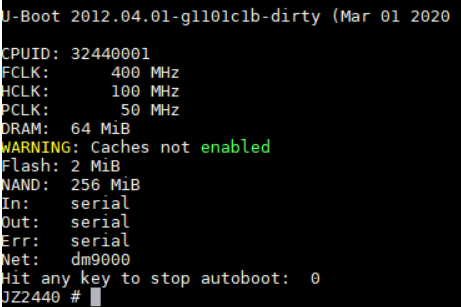 U-Boot 2012.04.01-g1101c1b-dirty (Mar 01 2020
CPUID: 32440001
FCLK:      400 MHz
HCLK:      100 MHz
PCLK:       50 MHz
DRAM:  64 MiB
WARNING: Caches not enabled
Flash: 2 MiB
NAND:  256 MiB
In:    serial
Out:   serial
Err:   serial
Net:   dm9000
Hit any key to stop autoboot:  0
JZ2440 #